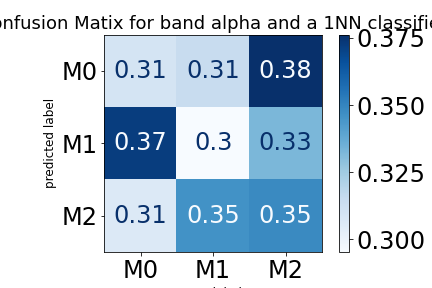 onfusion Matix for band alpha and a 1NN classifie
M0 0.31 0.31 0.38
M1 0.37 0.3 0.33
M2 0.31 0.35 0.35
M0 M1 M2
predicted label
0.375
0.350
0.325
0.300